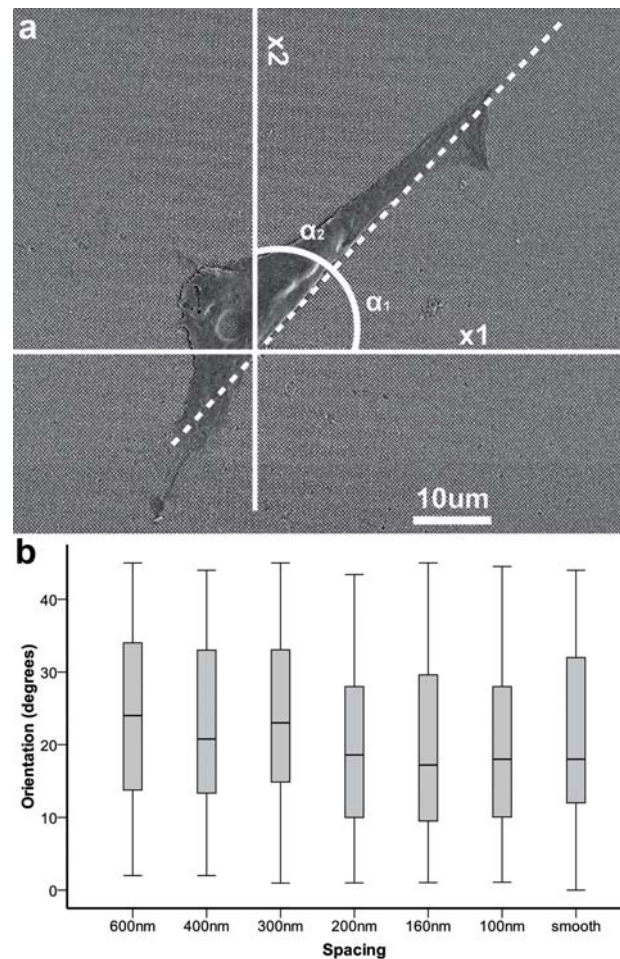 a
x2
α₂
α₁
x1
10um
b
Orientation (degrees)
40
30
20
10
0
600nm 400nm 300nm 200nm 160nm 100nm smooth
Spacing